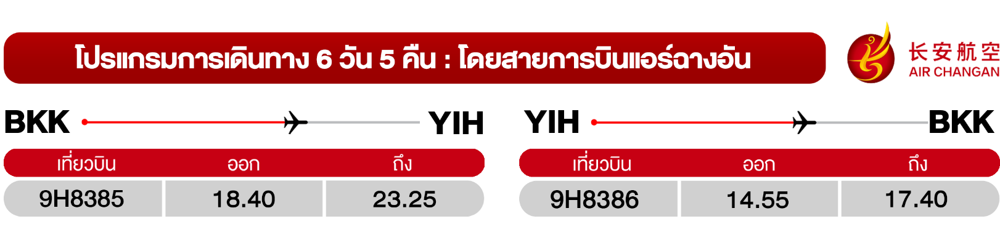 โปรแกรมการเดินทาง 6 วัน 5 คืน : โดยสายการบินแอร์ฉางอัน
长安航空
AIR CHANGAN
BKK YIH
เที่ยวบิน ออก ถึง
9H8385 18.40 23.25
YIH BKK
เที่ยวบิน ออก ถึง
9H8386 14.55 17.40